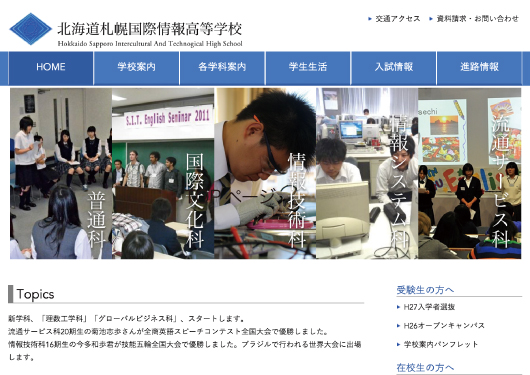 北海道札幌国際情報高等学校
Hokkaido Sapporo Intercultural And Technogical High School
交通アクセス
資料請求・お問い合わせ
HOME
学校案内
各学科案内
学生生活
入試情報
進路情報
S.I.T. English Seminar 2011
普通科
国際文化科
情報技術科
情報システム科
流通サービス科
Topics
新学科、「理数工学科」「グローバルビジネス科」、スタートします。
流通サービス科20期生の菊池志歩さんが全商英語スピーチコンテスト全国大会で優勝しました。
情報技術科16期生の今多和歩君が技能五輪全国大会で優勝しました。ブラジルで行われる世界大会に出場
します。
受験生の方へ
H27入学者選抜
H26オープンキャンパス
学校案内パンフレット
在校生の方へ